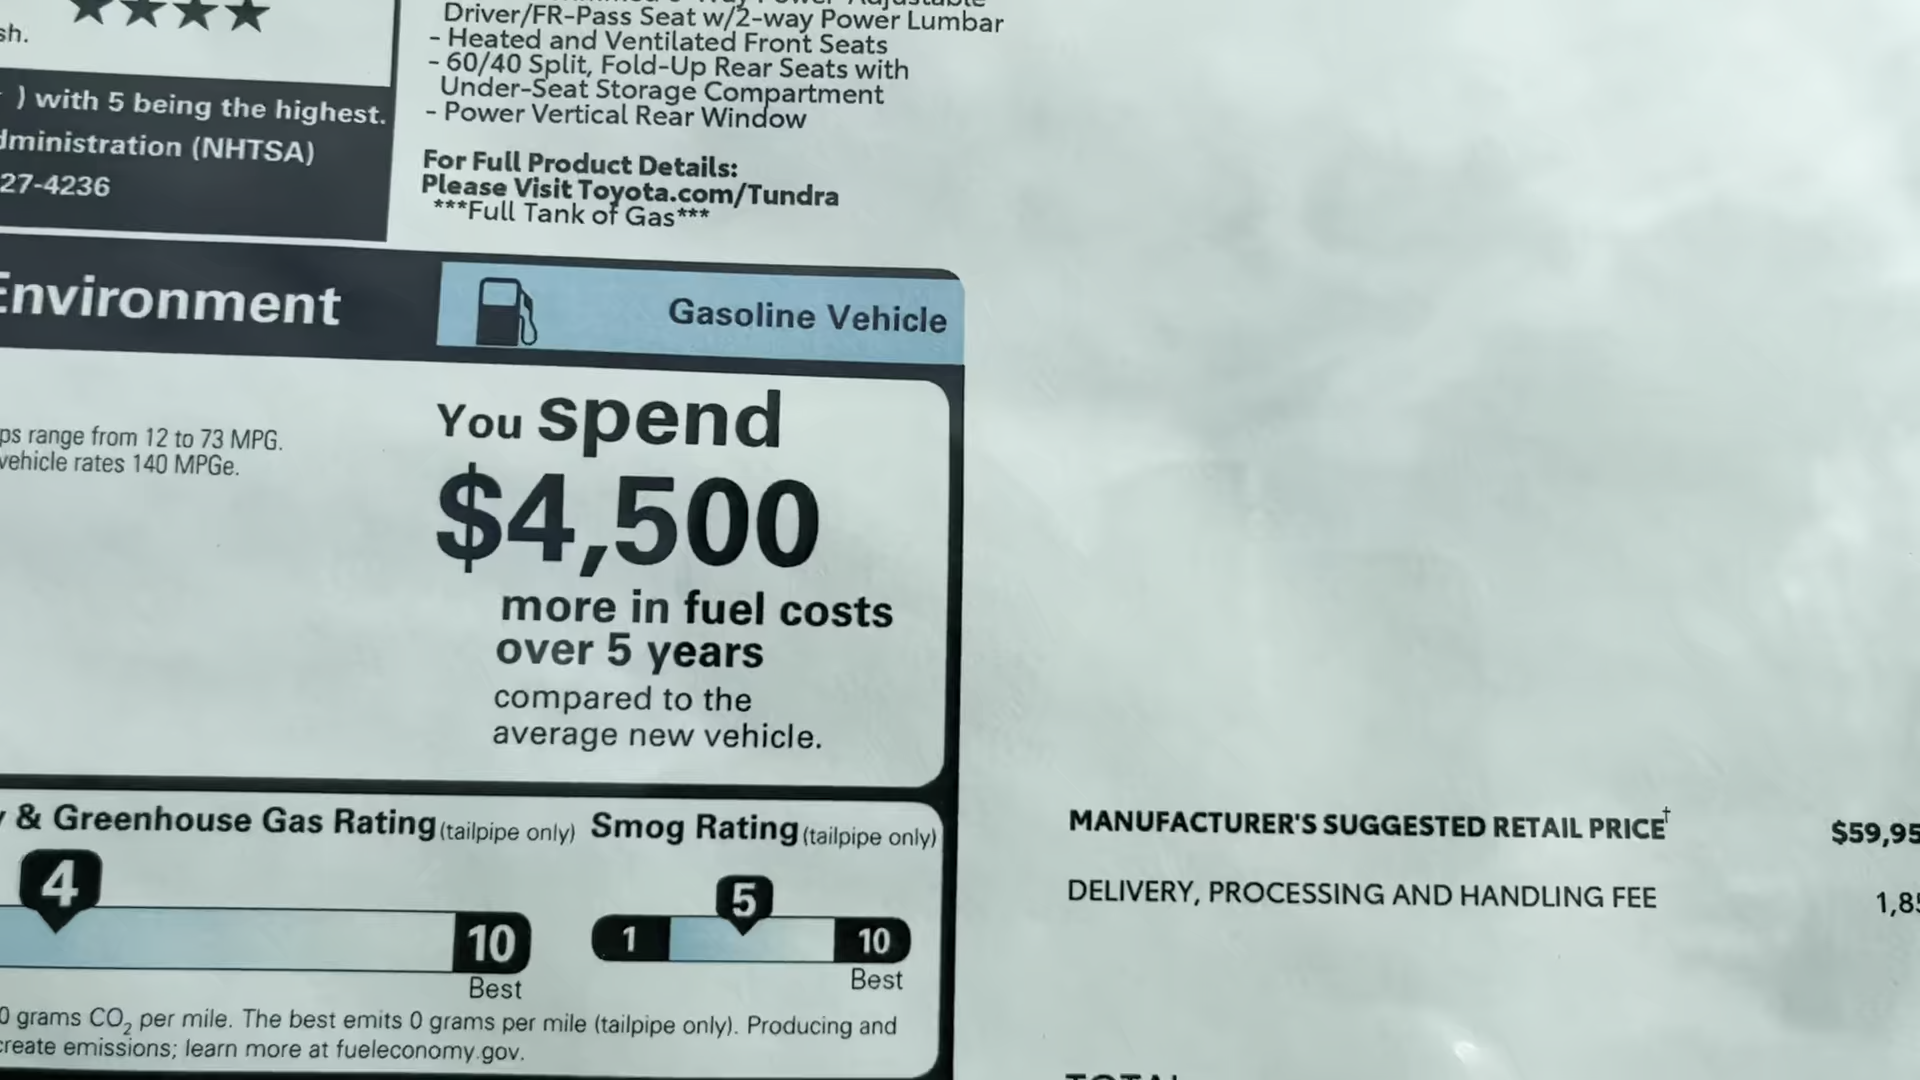 ★★★★
sh.
) with 5 being the highest.
dministration (NHTSA)
27-4236
Driver/FR-Pass Seat w/2-way Power Lumbar
- Heated and Ventilated Front Seats
- 60/40 Split, Fold-Up Rear Seats with
Under-Seat Storage Compartment
- Power Vertical Rear Window
For Full Product Details:
Please Visit Toyota.com/Tundra
***Full Tank of Gas***
Environment
Gasoline Vehicle
ps range from 12 to 73 MPG.
vehicle rates 140 MPGe.
You spend
$4,500
more in fuel costs
over 5 years
compared to the
average new vehicle.
y & Greenhouse Gas Rating (tailpipe only)
4
10
Best
Smog Rating (tailpipe only)
5
1
10
Best
0 grams CO₂ per mile. The best emits 0 grams per mile (tailpipe only). Producing and
create emissions; learn more at fueleconomy.gov.
MANUFACTURER'S SUGGESTED RETAIL PRICE† $59,95
DELIVERY, PROCESSING AND HANDLING FEE 1,85